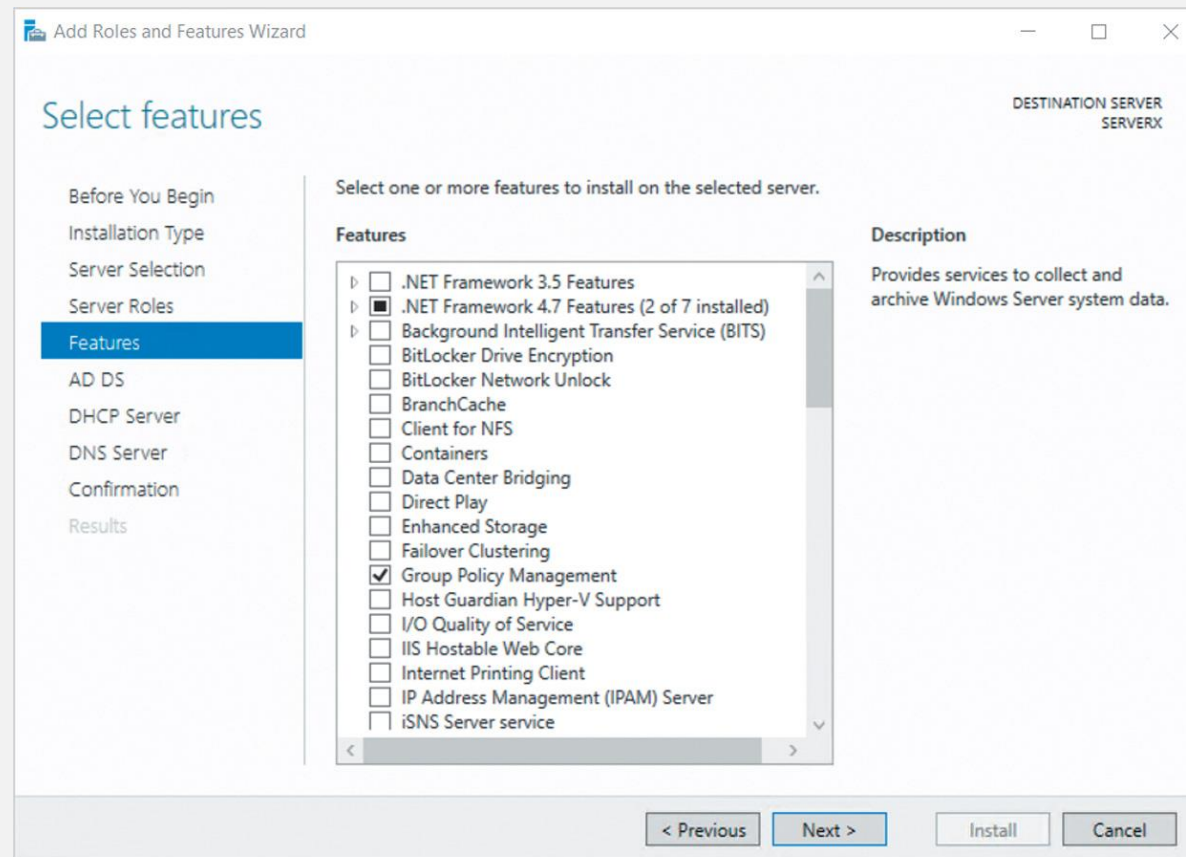 Add Roles and Features Wizard
Select features
DESTINATION SERVER
SERVERX
Before You Begin
Installation Type
Server Selection
Server Roles
Features
AD DS
DHCP Server
DNS Server
Confirmation
Results
Select one or more features to install on the selected server.
Features
.NET Framework 3.5 Features
.NET Framework 4.7 Features (2 of 7 installed)
Background Intelligent Transfer Service (BITS)
BitLocker Drive Encryption
BitLocker Network Unlock
BranchCache
Client for NFS
Containers
Data Center Bridging
Direct Play
Enhanced Storage
Failover Clustering
Group Policy Management
Host Guardian Hyper-V Support
I/O Quality of Service
IIS Hostable Web Core
Internet Printing Client
IP Address Management (IPAM) Server
iSNS Server service
Description
Provides services to collect and
archive Windows Server system data.
< Previous
Next >
Install
Cancel